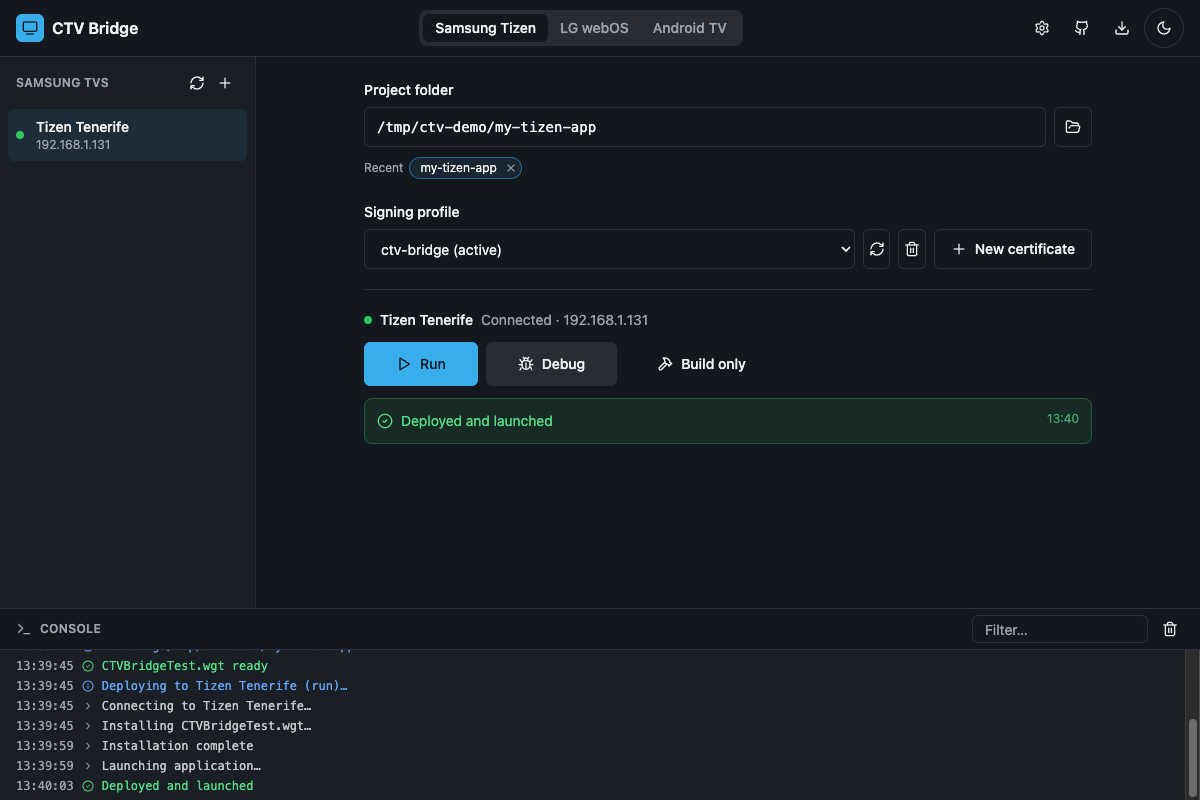 CTV Bridge
Samsung Tizen LG webOS Android TV
SAMSUNG TVS
Tizen Tenerife
192.168.1.131
Project folder
/tmp/ctv-demo/my-tizen-app
Recent my-tizen-app
Signing profile
ctv-bridge (active)
New certificate
Tizen Tenerife Connected · 192.168.1.131
Run Debug Build only
Deployed and launched 13:40
CONSOLE
Filter...
13:39:45 CTVBridgeTest.wgt ready
13:39:45 Deploying to Tizen Tenerife (run)…
13:39:45 > Connecting to Tizen Tenerife…
13:39:45 > Installing CTVBridgeTest.wgt…
13:39:59 > Installation complete
13:39:59 > Launching application…
13:40:03 Deployed and launched